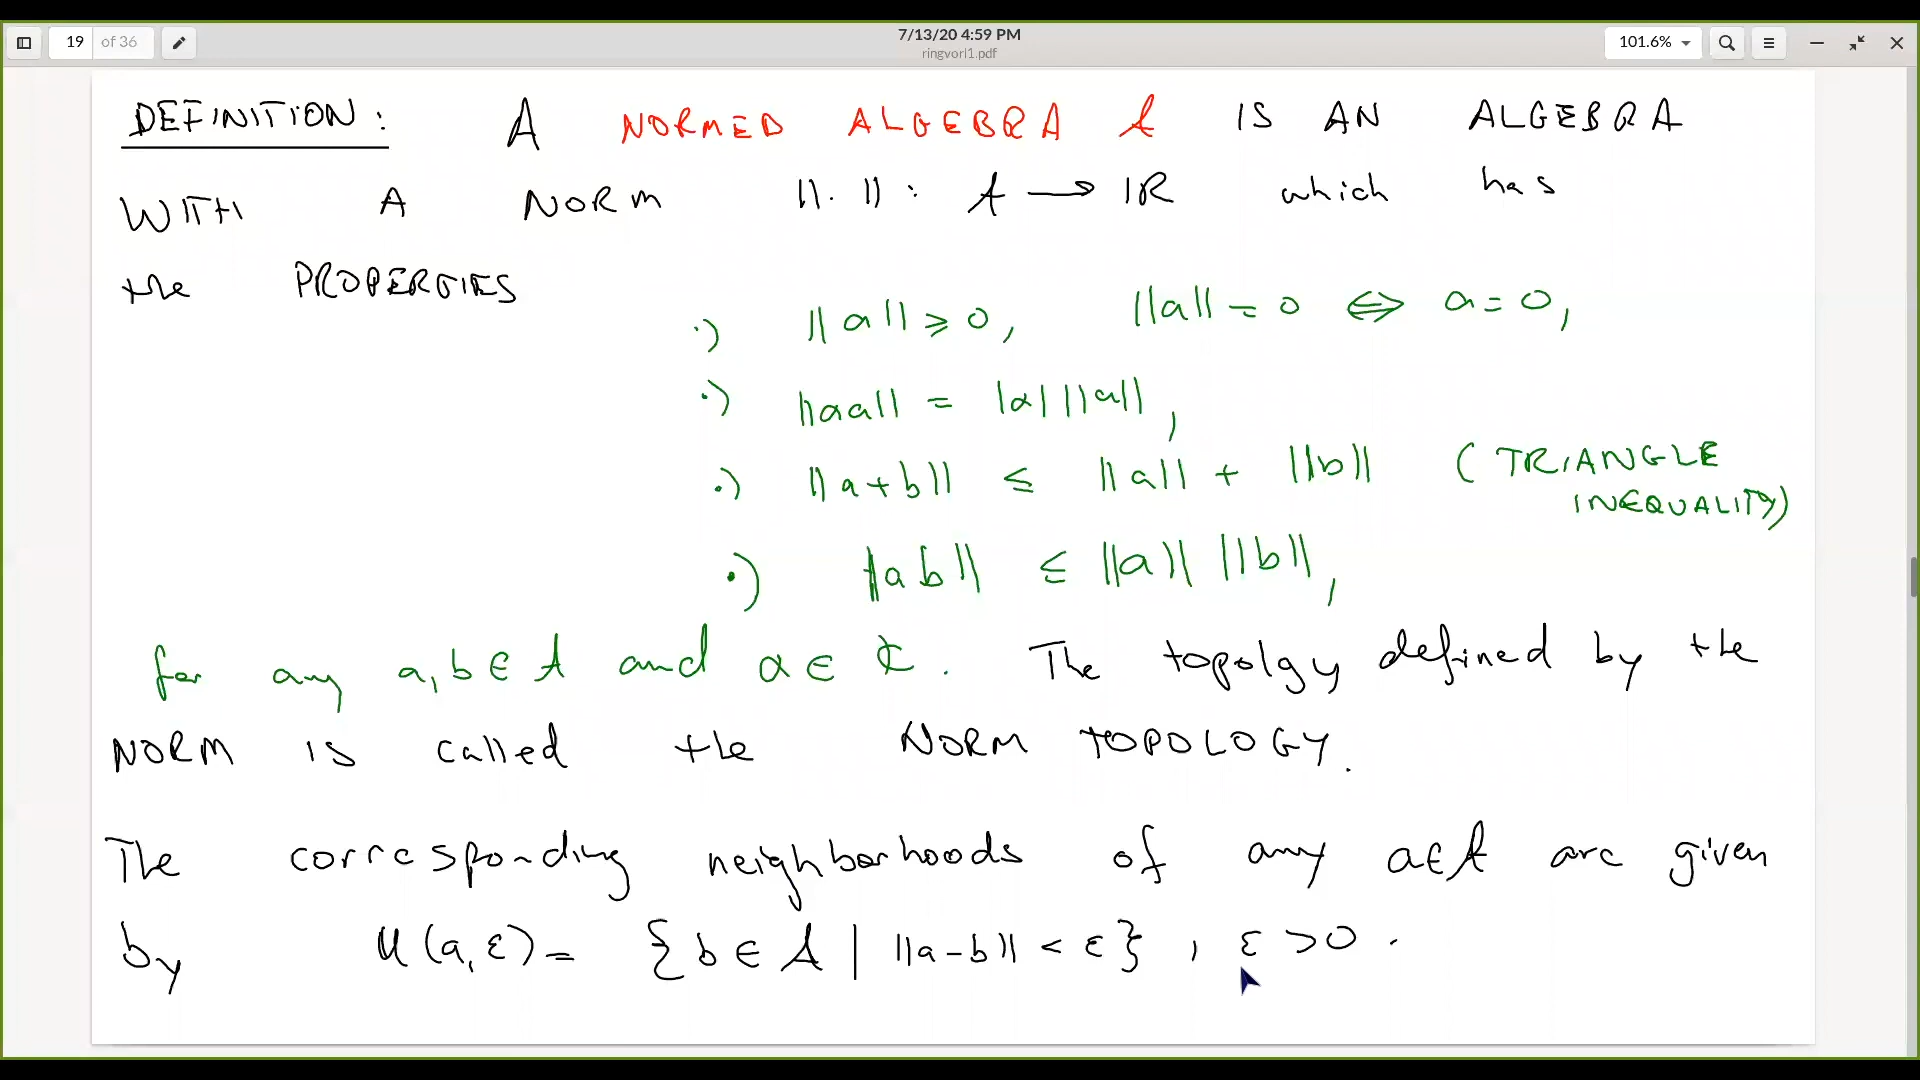 19 of 36
7/13/20 4:59 PM
ringvorl1.pdf
101.6%
DEFINITION: A NORMED ALGEBRA 𝒜 IS AN ALGEBRA
WITH A NORM ||.|| : 𝒜 → ℝ which has
the PROPERTIES
·) ||a|| ≥ 0, ||a|| = 0 ⇔ a = 0,
·) ||αa|| = |α| ||a||,
·) ||a+b|| ≤ ||a|| + ||b|| (TRIANGLE
INEQUALITY)
·) ||ab|| ≤ ||a|| ||b||,
for any a, b ∈ 𝒜 and α ∈ ℂ. The topolgy defined by the
NORM is called the NORM TOPOLOGY.
The corresponding neighborhoods of any a ∈ 𝒜 are given
by U(a, ε) = {b ∈ 𝒜 | ||a-b|| < ε}, ε > 0.